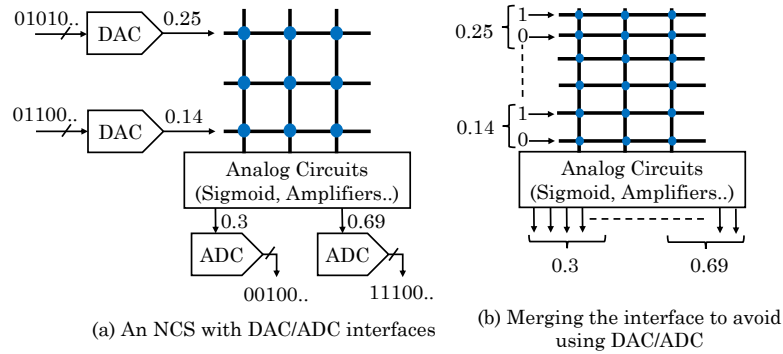 01010..
DAC
0.25
01100..
DAC
0.14
Analog Circuits
(Sigmoid, Amplifiers..)
0.3
0.69
ADC
ADC
00100..
11100..
(a) An NCS with DAC/ADC interfaces
0.25
1
0
0.14
1
0
Analog Circuits
(Sigmoid, Amplifiers..)
0.3
0.69
(b) Merging the interface to avoid
using DAC/ADC